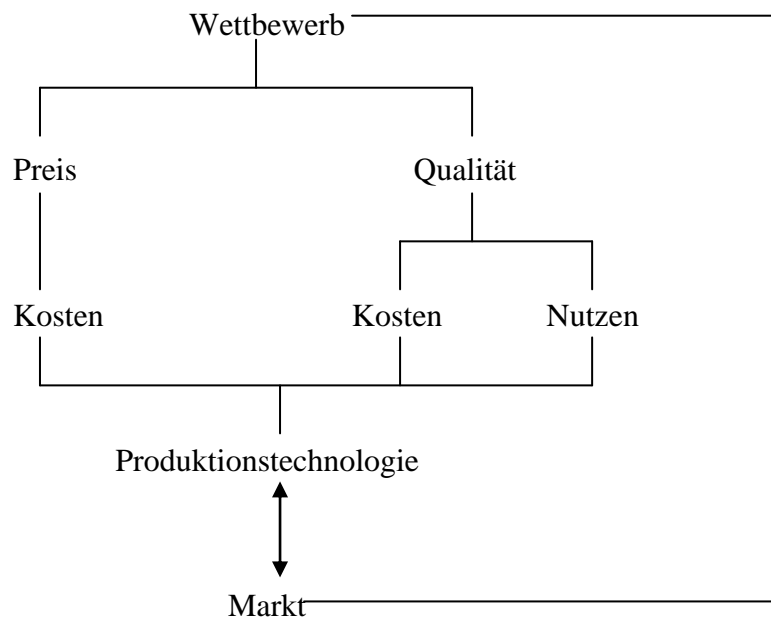 Wettbewerb
Preis
Qualität
Kosten
Kosten
Nutzen
Produktionstechnologie
Markt